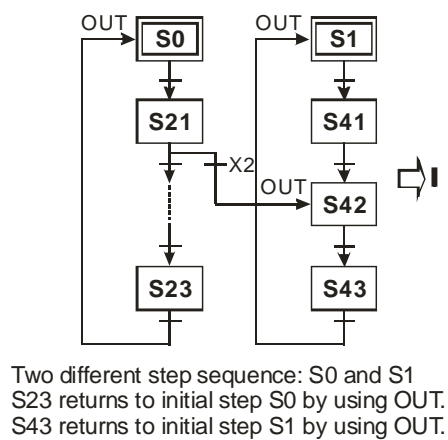 OUT
S0
OUT
S1
S21
S41
X2
OUT
S42
S23
S43
Two different step sequence: S0 and S1
S23 returns to initial step S0 by using OUT.
S43 returns to initial step S1 by using OUT.